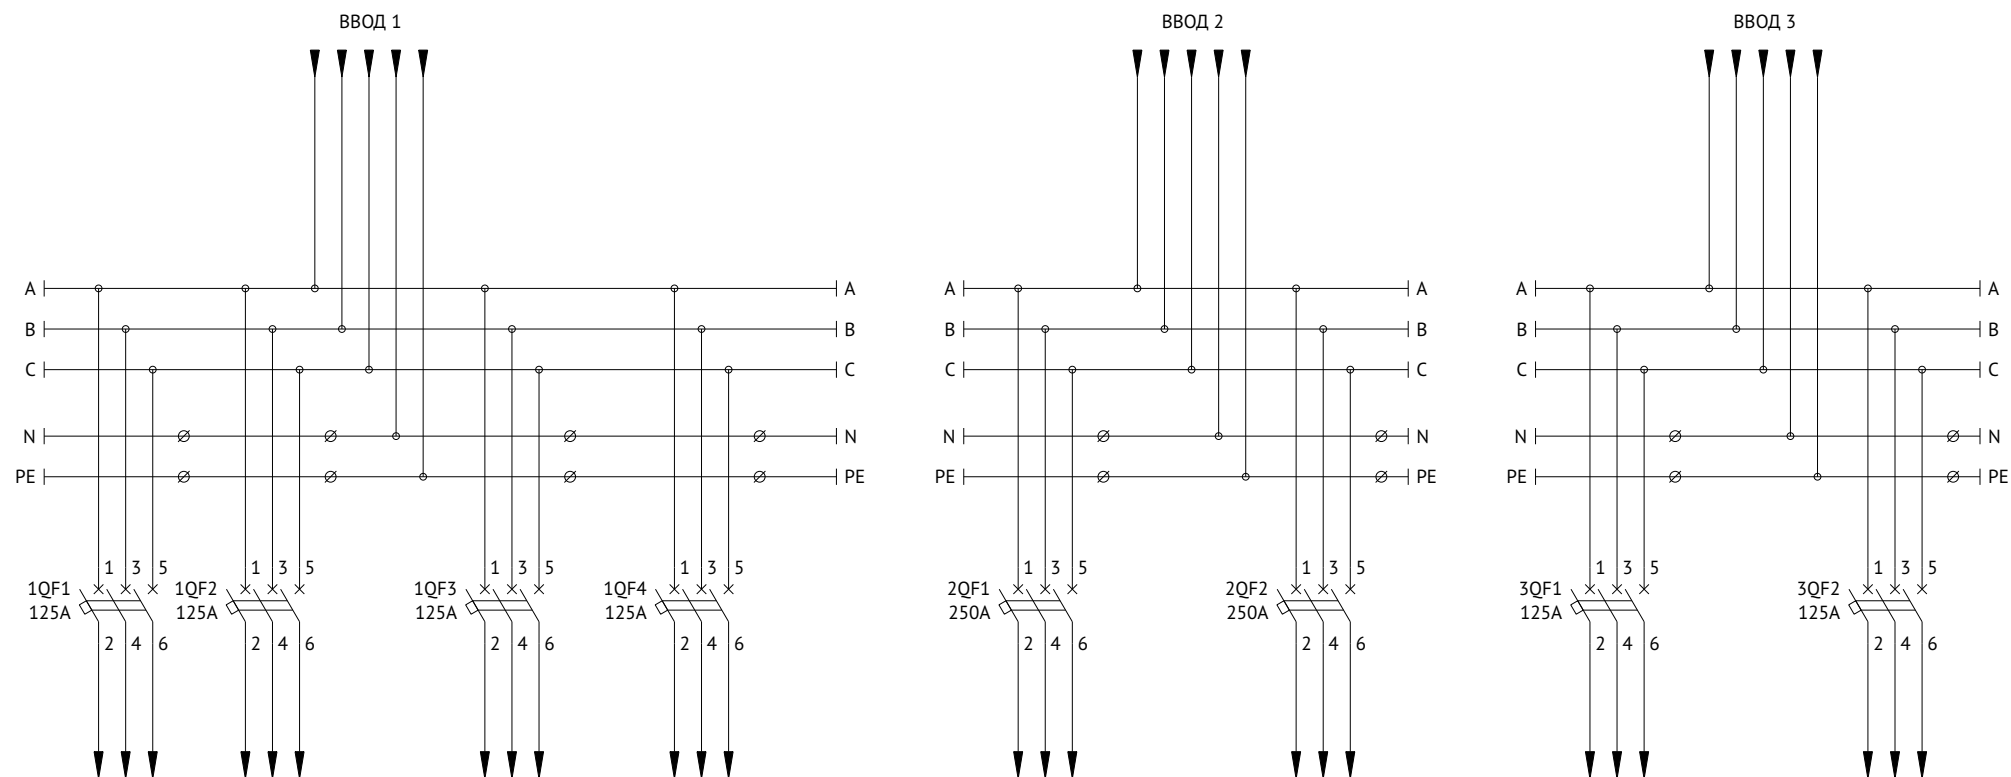 ВВОД 1 ВВОД 2 ВВОД 3
A A A A A A
B B B B B B
C C C C C C
N N N N N N
PE PE PE PE PE PE
1 3 5 1 3 5 1 3 5 1 3 5 1 3 5 1 3 5 1 3 5 1 3 5
1QF1 1QF2 1QF3 1QF4 2QF1 2QF2 3QF1 3QF2
125A 125A 125A 125A 250A 250A 125A 125A
2 4 6 2 4 6 2 4 6 2 4 6 2 4 6 2 4 6 2 4 6 2 4 6